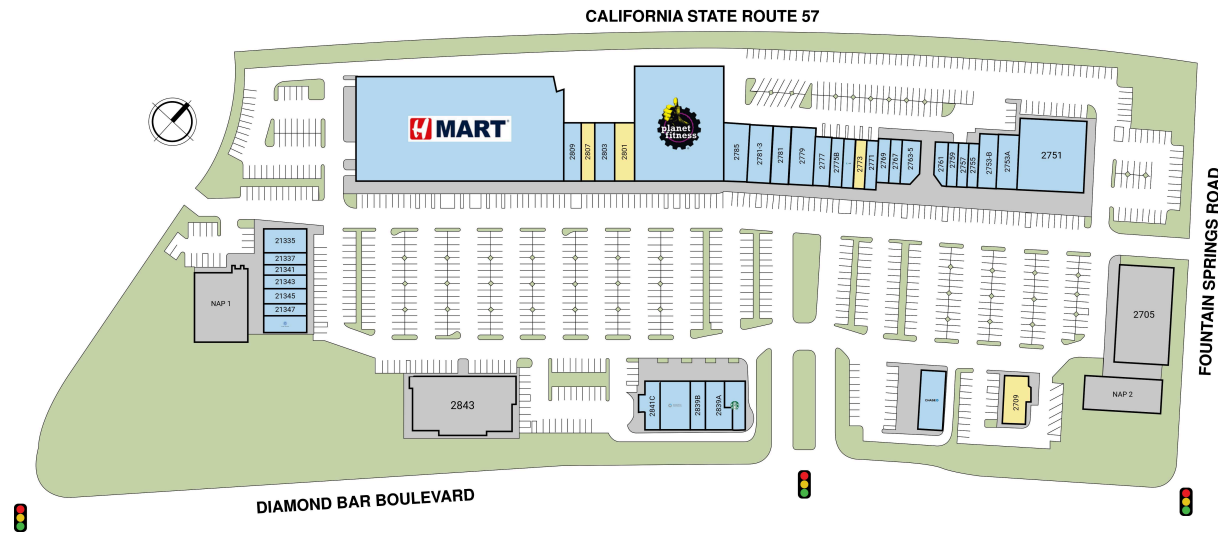 CALIFORNIA STATE ROUTE 57
H MART
planet
fitness
2809
2807
2803
2801
2785
2781-3
2781
2779
2777
2775B
2773
2771
2769
2767
2763-5
2761
2759
2757
2755
2753-B
2753A
2751
FOUNTAIN SPRINGS ROAD
21335
21337
21341
21343
21345
21347
NAP 1
2705
NAP 2
2843
2841C
2839B
2839A
CHASE
2709
DIAMOND BAR BOULEVARD